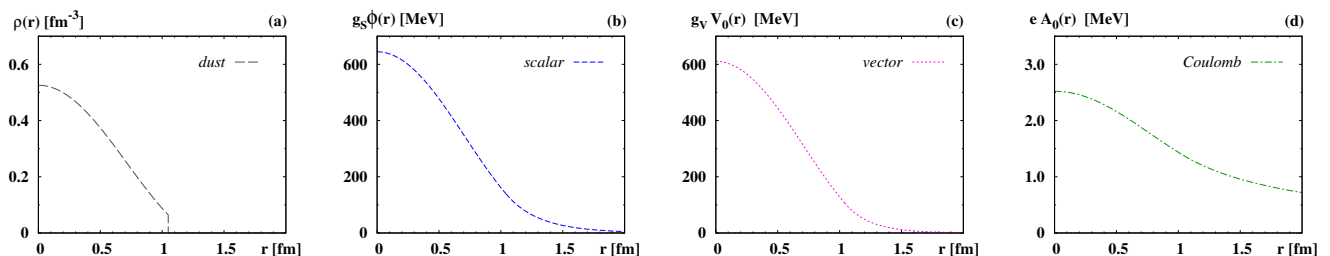 ρ(r) [fm⁻³] (a)
dust
0.6
0.4
0.2
0
0 0.5 1 1.5 r [fm]
g_Sϕ(r) [MeV] (b)
scalar
600
400
200
0
0 0.5 1 1.5 r [fm]
g_V V_0(r) [MeV] (c)
vector
600
400
200
0
0 0.5 1 1.5 r [fm]
e A_0(r) [MeV] (d)
Coulomb
3.0
2.0
1.0
0
0 0.5 1 1.5 r [fm]